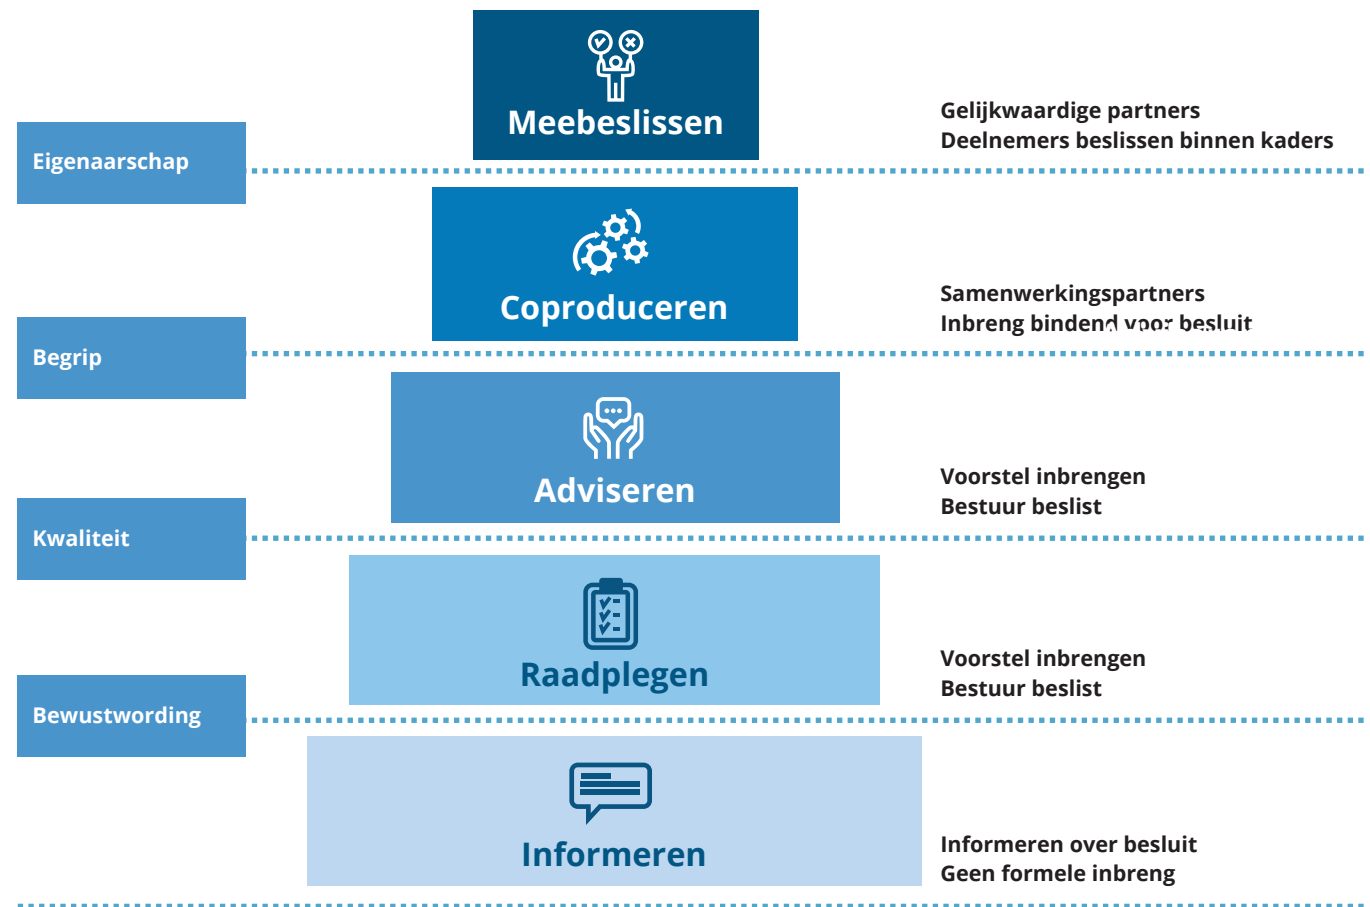 Meebeslissen
Gelijkwaardige partners
Deelnemers beslissen binnen kaders
Eigenaarschap
Coproduceren
Samenwerkingspartners
Inbreng bindend voor besluit
Begrip
Adviseren
Voorstel inbrengen
Bestuur beslist
Kwaliteit
Raadplegen
Voorstel inbrengen
Bestuur beslist
Bewustwording
Informeren
Informeren over besluit
Geen formele inbreng